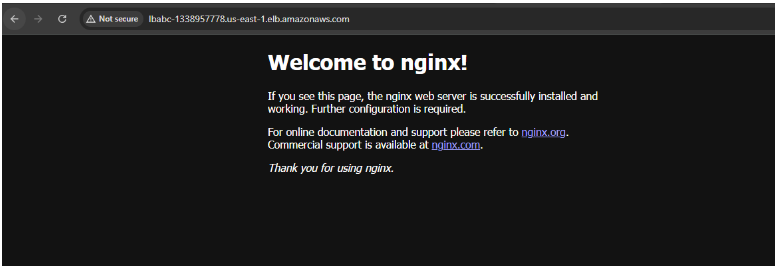 Not secure lbabc-1338957778.us-east-1.elb.amazonaws.com
Welcome to nginx!
If you see this page, the nginx web server is successfully installed and
working. Further configuration is required.
For online documentation and support please refer to nginx.org.
Commercial support is available at nginx.com.
Thank you for using nginx.